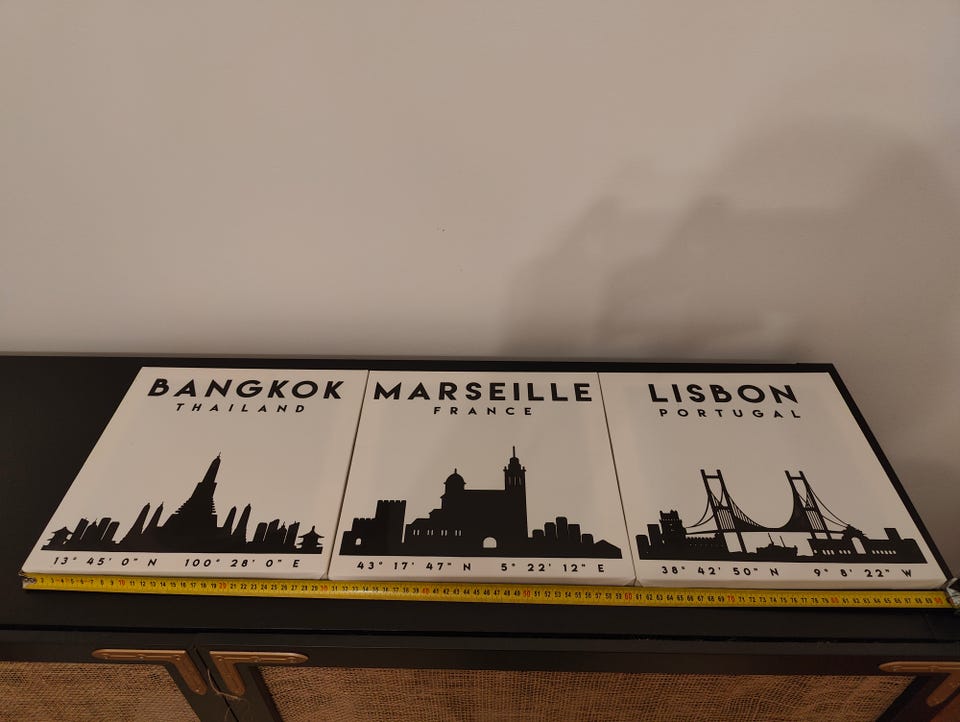 BANGKOK
THAILAND
13° 45' 0" N 100° 28' 0" E
MARSEILLE
FRANCE
43° 17' 47" N 5° 22' 12" E
LISBON
PORTUGAL
38° 42' 50" N 9° 8' 22" W